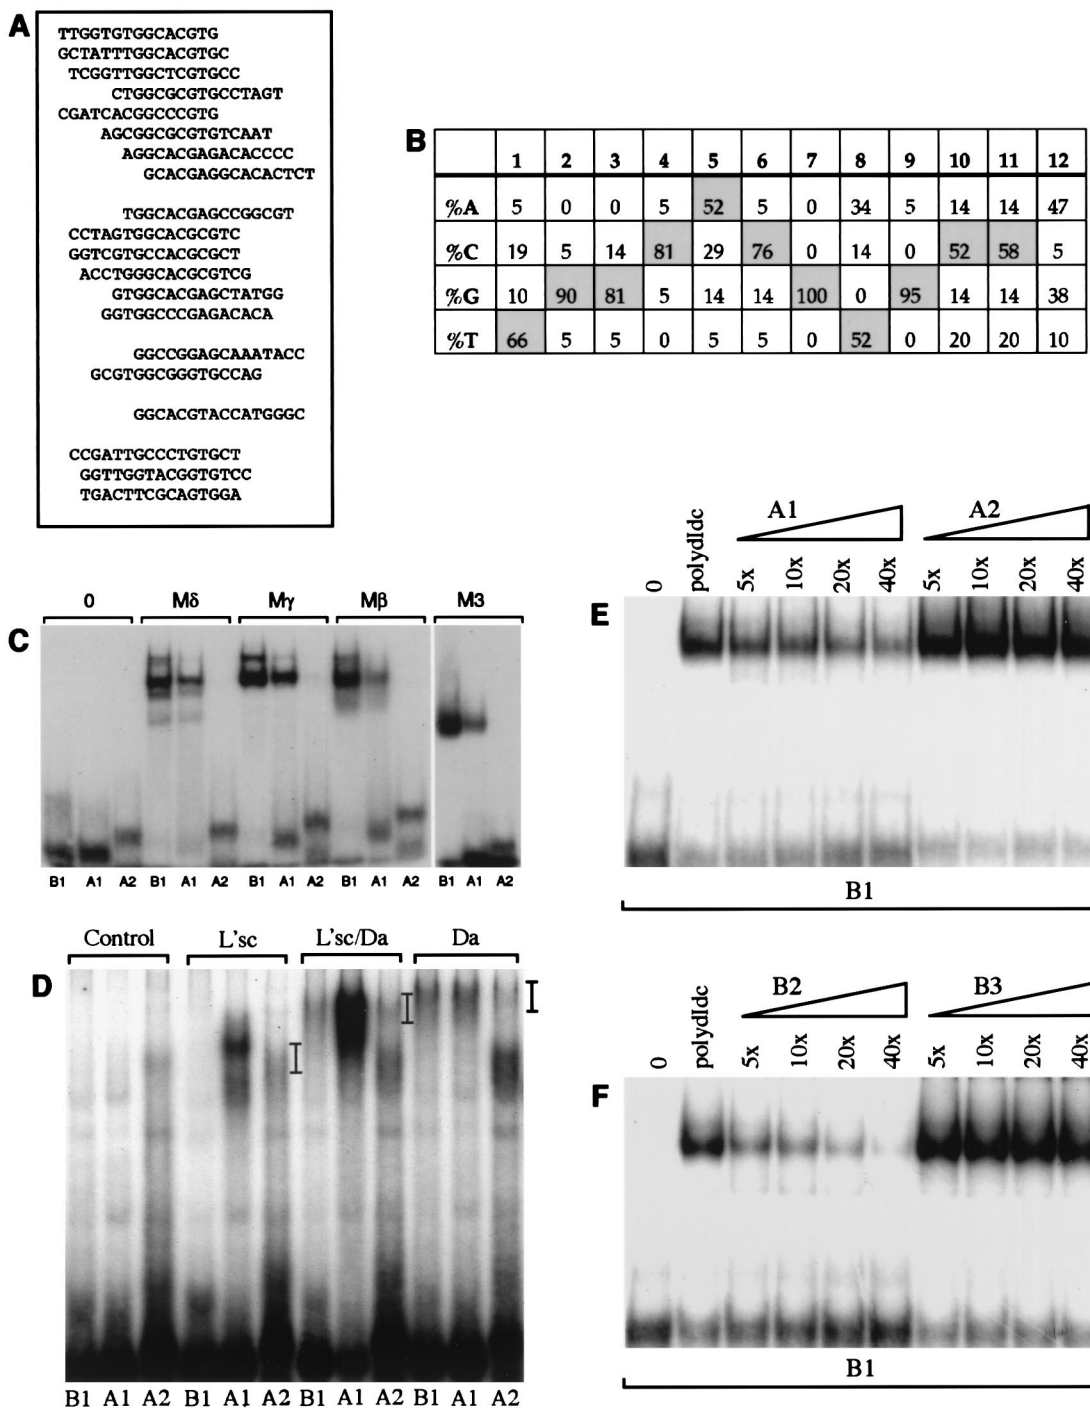 A
TTGGTGTGGCACGTG
GCTATTTGGCACGTGC
TCGGTTGGCTCGTGCC
CTGGCGCGTGCCTAGT
CGATCACGGCCCGTG
AGCGGCGCGTGTCAAT
AGGCACGAGACACCCC
GCACGAGGCACACTCT
TGGCACGAGCCGGCGT
CCTAGTGGCACGCGTC
GGTCGTGCCACGCGCT
ACCTGGGCACGCGTCG
GTGGCACGAGCTATGG
GGTGGCCCGAGACACA
GGCCGGAGCAAATACC
GCGTGGCGGGTGCCAG
GGCACGTACCATGGGC
CCGATTGCCCTGTGCT
GGTTGGTACGGTGTCC
TGACTTCGCAGTGGA
B
1 2 3 4 5 6 7 8 9 10 11 12
%A 5 0 0 5 52 5 0 34 5 14 14 47
%C 19 5 14 81 29 76 0 14 0 52 58 5
%G 10 90 81 5 14 14 100 0 95 14 14 38
%T 66 5 5 0 5 5 0 52 0 20 20 10
C
0 Mδ Mγ Mβ M3
B1 A1 A2 B1 A1 A2 B1 A1 A2 B1 A1 A2 B1 A1 A2
D
Control L'sc L'sc/Da Da
B1 A1 A2 B1 A1 A2 B1 A1 A2 B1 A1 A2
E
A1 A2
0 polydIdc 5x 10x 20x 40x 5x 10x 20x 40x
B1
F
B2 B3
0 polydIdc 5x 10x 20x 40x 5x 10x 20x 40x
B1